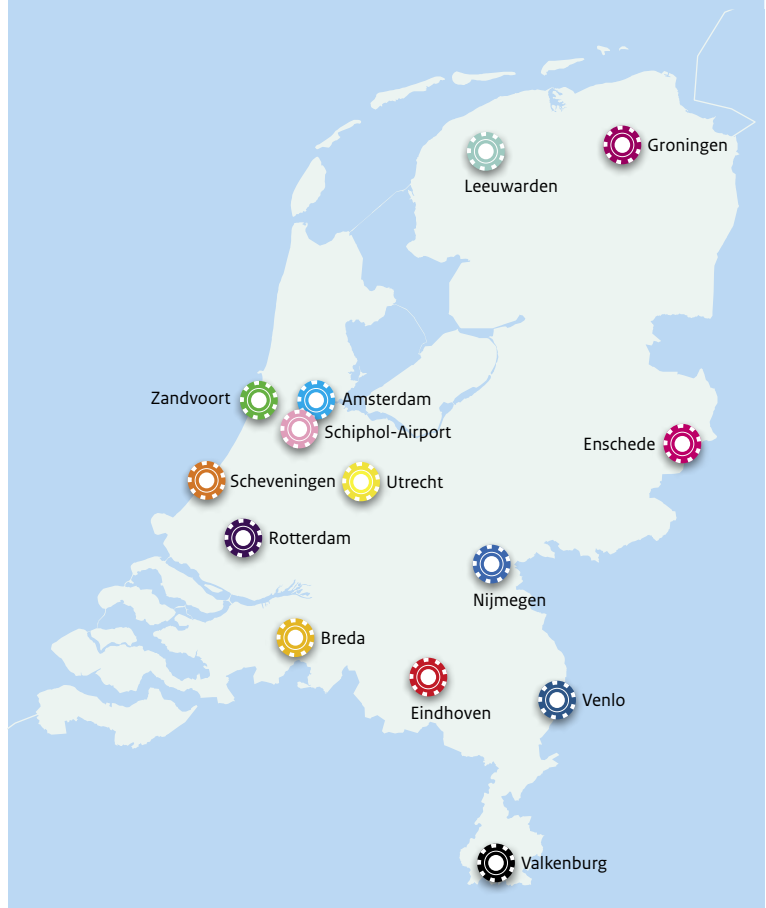 Groningen
Leeuwarden
Zandvoort
Amsterdam
Schiphol-Airport
Enschede
Scheveningen
Utrecht
Rotterdam
Nijmegen
Breda
Eindhoven
Venlo
Valkenburg